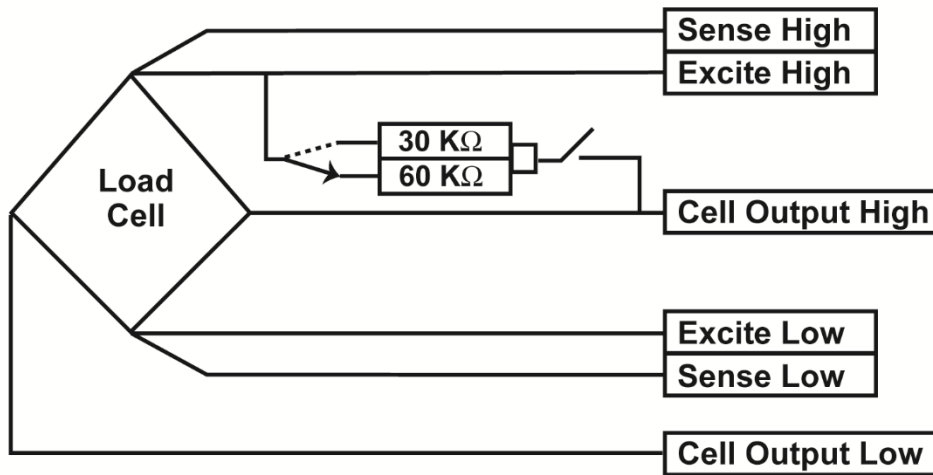 Sense High
Excite High
30 KΩ
60 KΩ
Load
Cell
Cell Output High
Excite Low
Sense Low
Cell Output Low